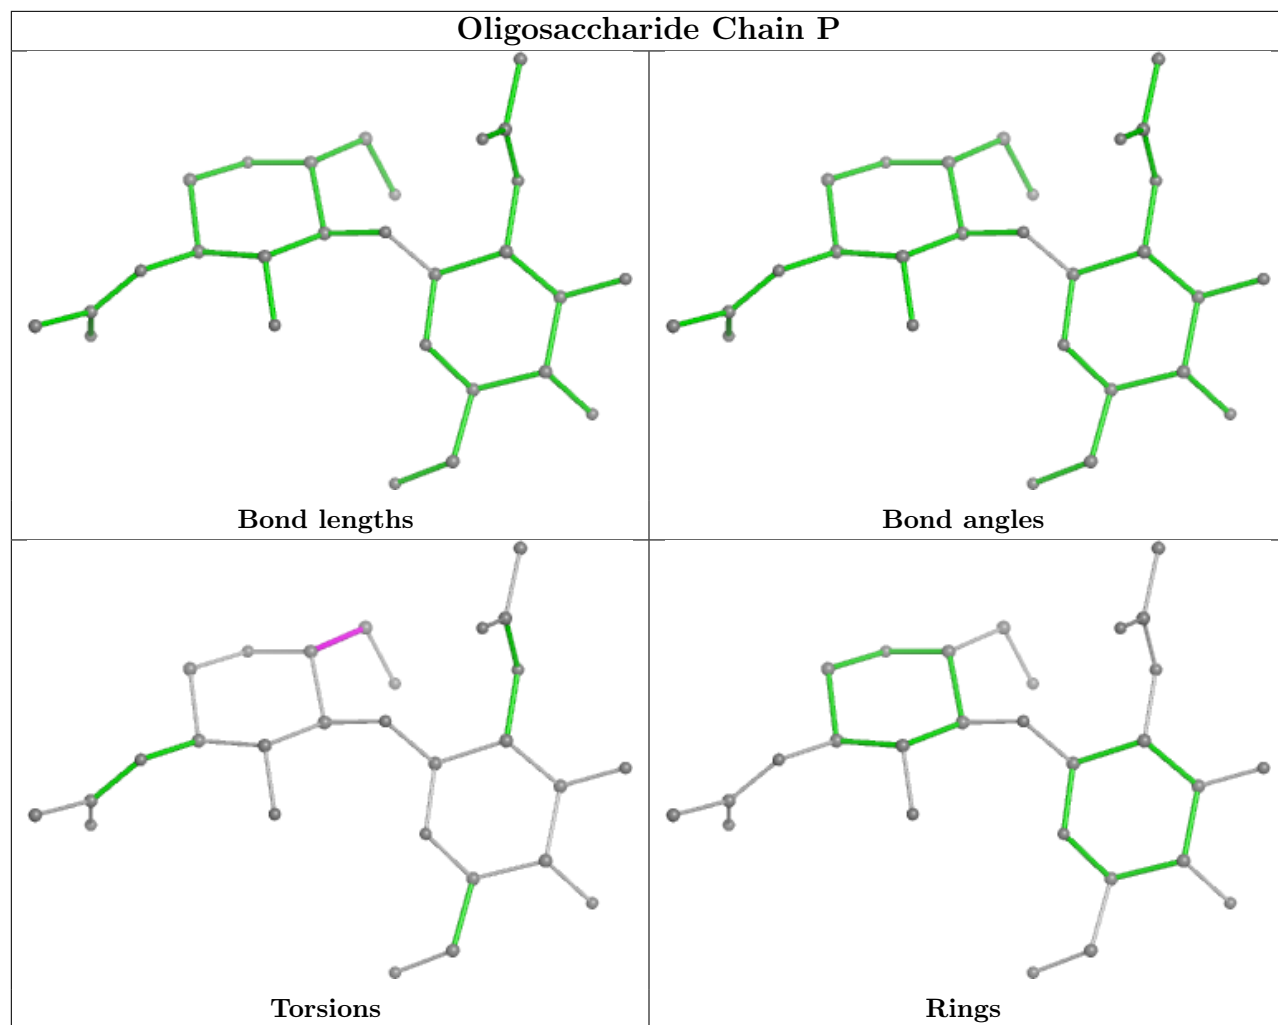 Oligosaccharide Chain P
Bond lengths
Bond angles
Torsions
Rings